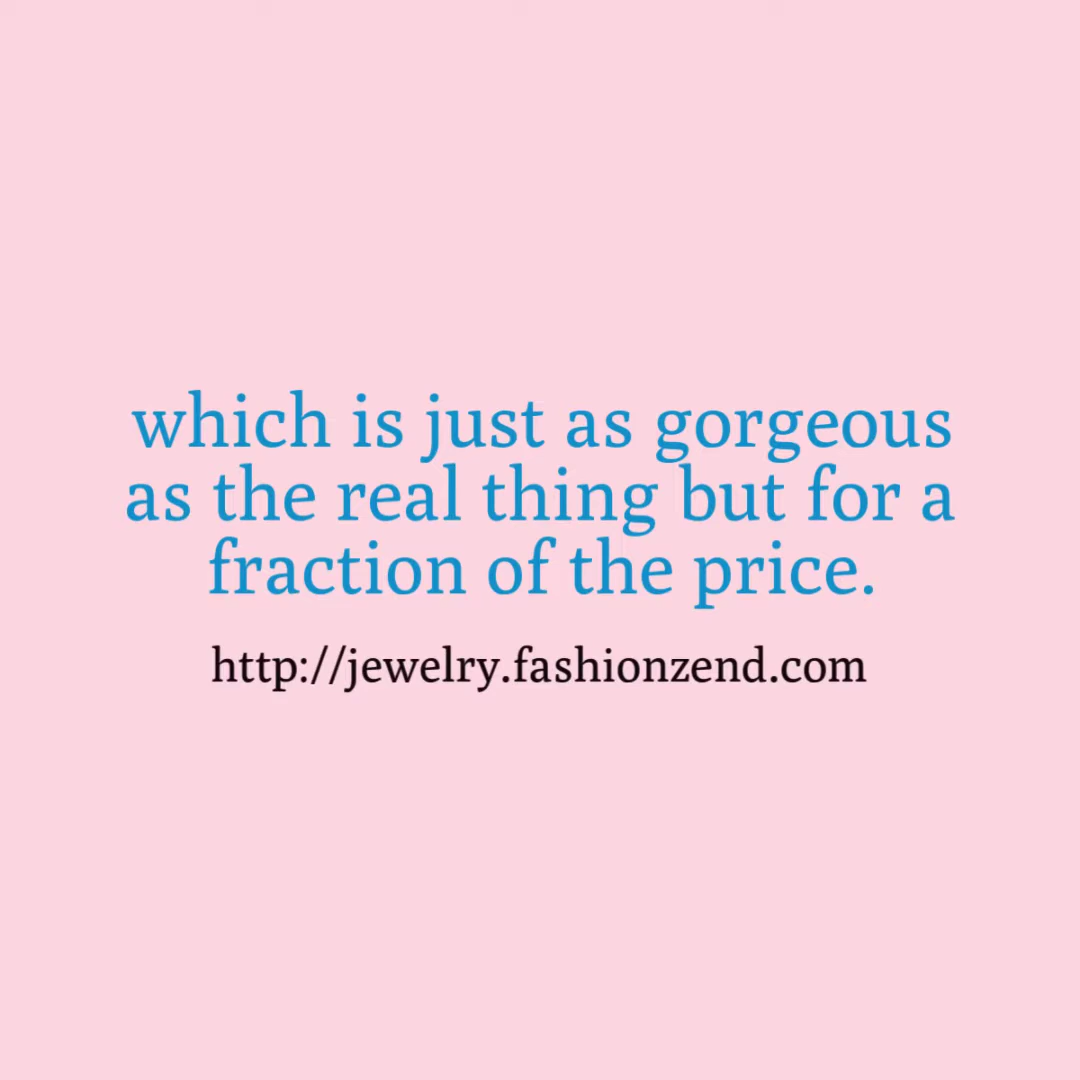 which is just as gorgeous
as the real thing but for a
fraction of the price.
http://jewelry.fashionzend.com